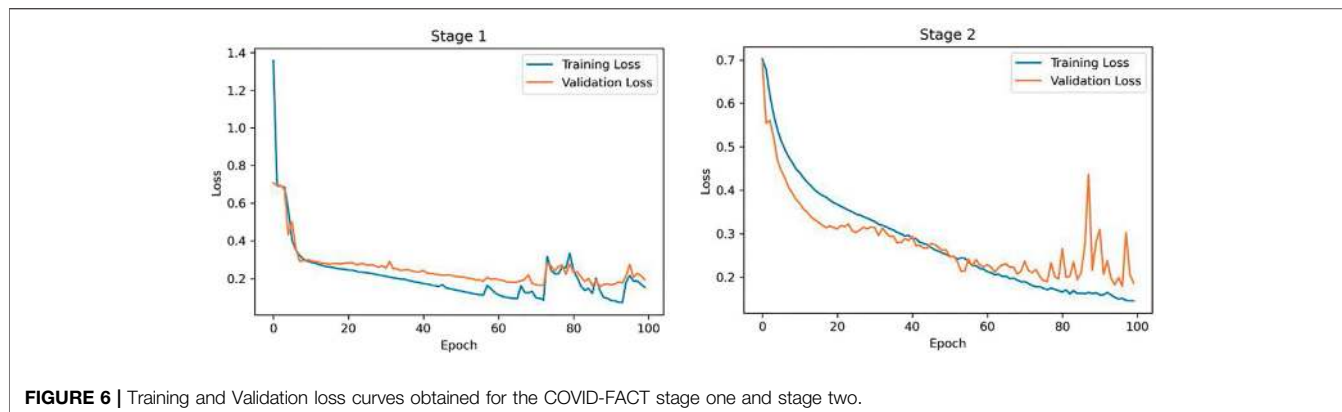 Stage 1
1.4
1.2
1.0
0.8
0.6
0.4
0.2
Loss
Training Loss
Validation Loss
0
20
40
60
80
100
Epoch
Stage 2
0.7
0.6
0.5
0.4
0.3
0.2
Loss
Training Loss
Validation Loss
0
20
40
60
80
100
Epoch
FIGURE 6 | Training and Validation loss curves obtained for the COVID-FACT stage one and stage two.